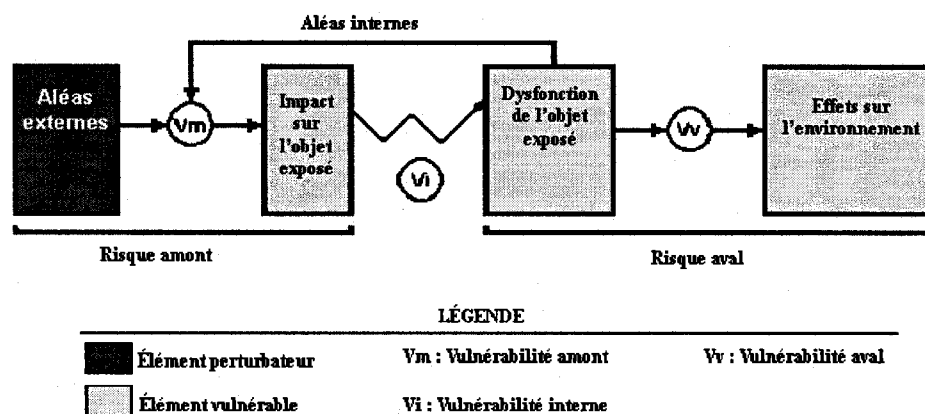 Aléas internes
Aléas
externes
Vm
Impact
sur
l'objet
exposé
Vi
Dysfonction
de l'objet
exposé
Vv
Effets sur
l'environnement
Risque amont
Risque aval
LÉGENDE
Élément perturbateur
Vm : Vulnérabilité amont
Vv : Vulnérabilité aval
Élément vulnérable
Vi : Vulnérabilité interne